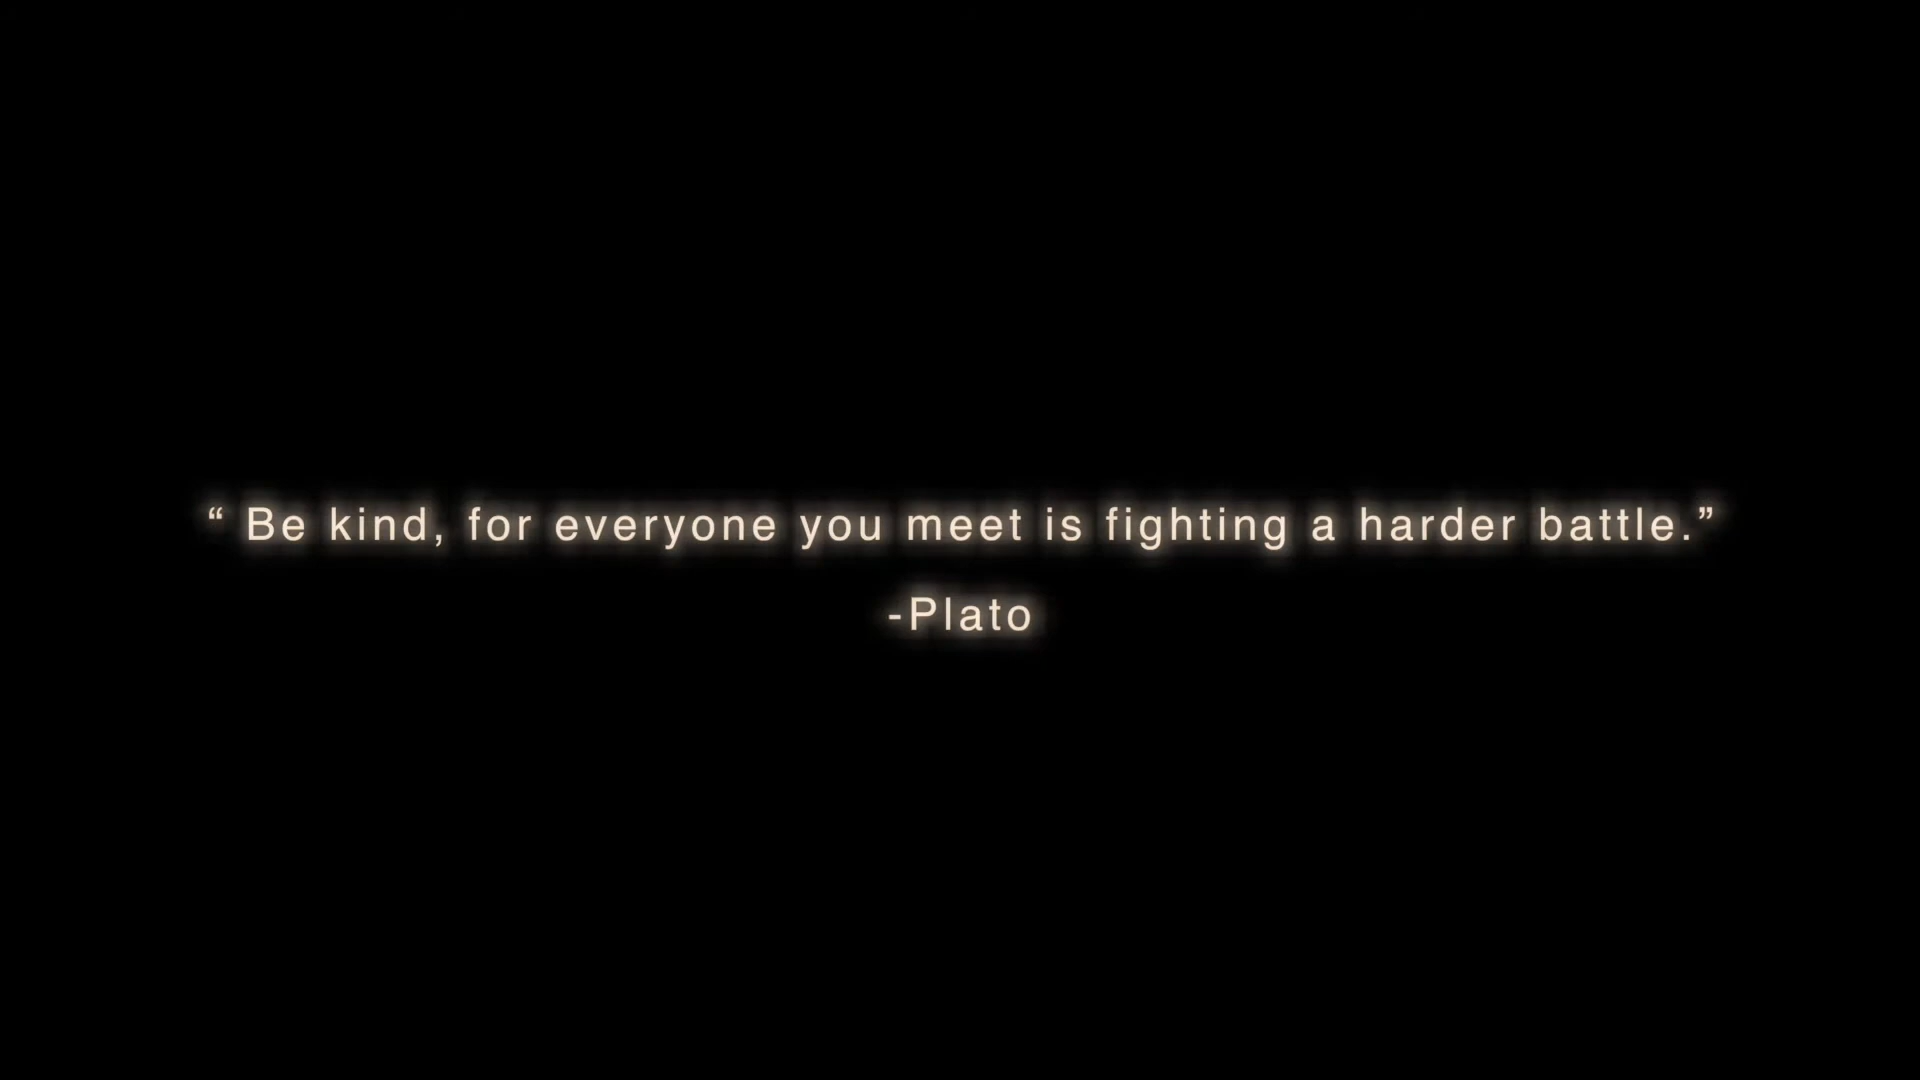 “ Be kind, for everyone you meet is fighting a harder battle.”
-Plato